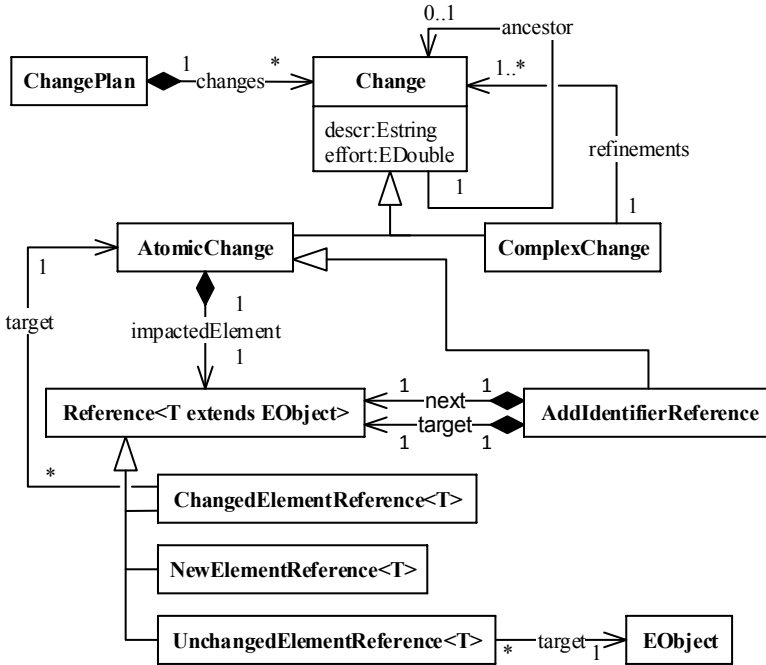 0..1
ancestor
ChangePlan
1
changes
*
Change
1..*
descr:Estring
effort:EDouble
1
refinements
1
AtomicChange
ComplexChange
1
target
1
impactedElement
1
Reference<T extends EObject>
1
next
1
1
target
1
AddIdentifierReference
*
ChangedElementReference<T>
NewElementReference<T>
UnchangedElementReference<T>
*
target
1
EObject